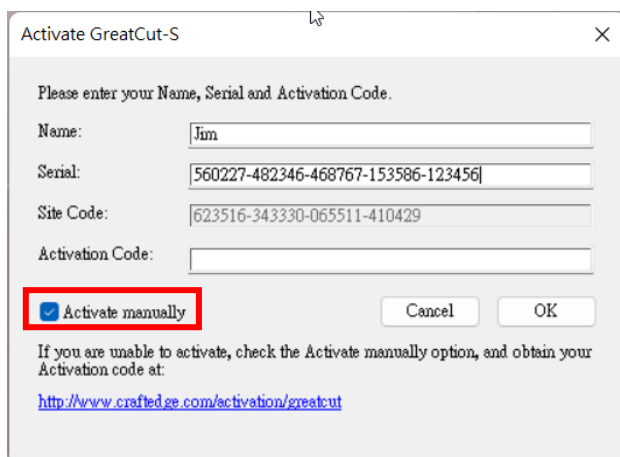 Activate GreatCut-S
Please enter your Name, Serial and Activation Code.
Name: Jim
Serial: 560227-482346-468767-153586-123456
Site Code: 623516-343330-065511-410429
Activation Code:
Activate manually Cancel OK
If you are unable to activate, check the Activate manually option, and obtain your
Activation code at:
http://www.craftedge.com/activation/greatcut